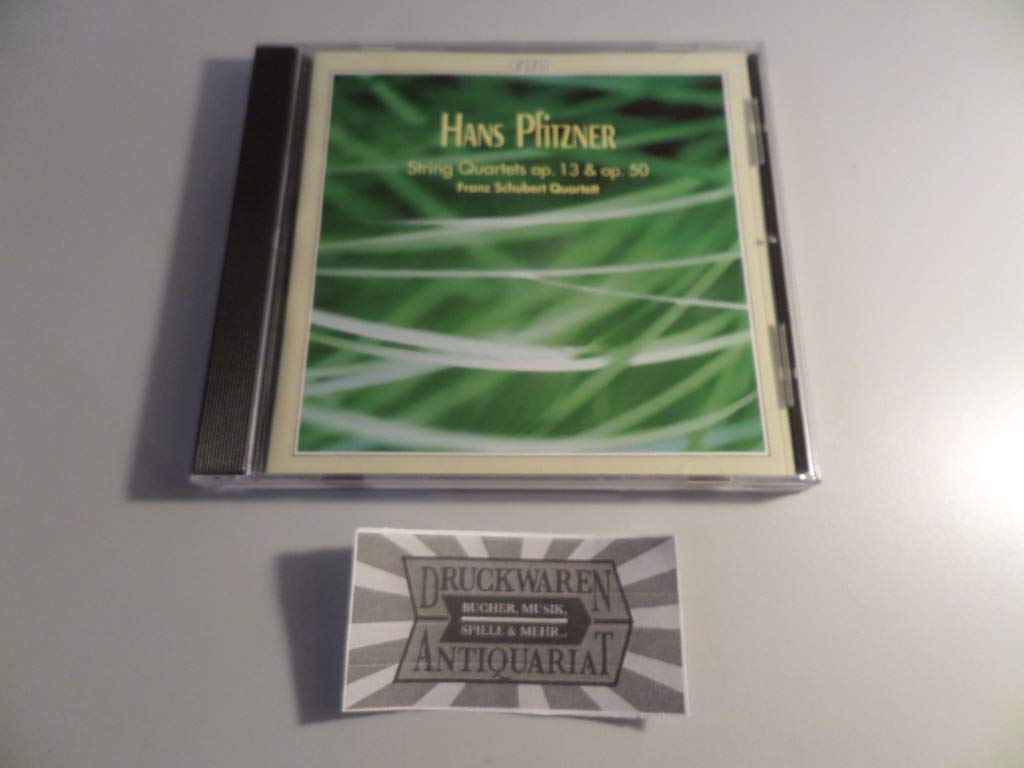 Hans Pfitzner
String Quartets op. 13 & op. 50
Franz Schubert Quartett
DRUCKWAREN
BÜCHER, MUSIK,
SPIELE & MEHR...
ANTIQUARIAT